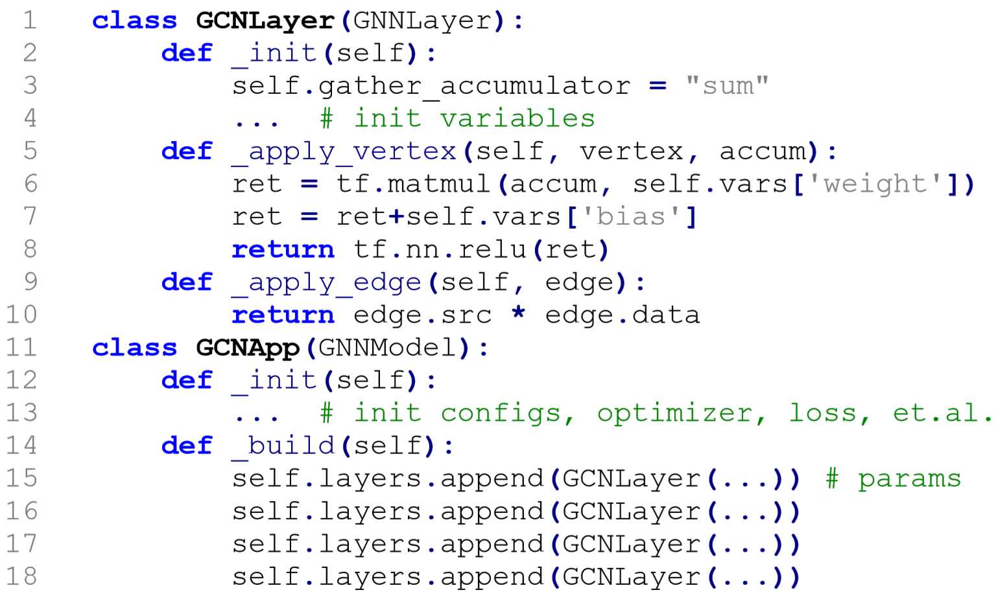 1 class GCNLayer(GNNLayer):
2 def _init(self):
3 self.gather_accumulator = "sum"
4 ... # init variables
5 def _apply_vertex(self, vertex, accum):
6 ret = tf.matmul(accum, self.vars['weight'])
7 ret = ret+self.vars['bias']
8 return tf.nn.relu(ret)
9 def _apply_edge(self, edge):
10 return edge.src * edge.data
11 class GCNApp(GNNModel):
12 def _init(self):
13 ... # init configs, optimizer, loss, et.al.
14 def _build(self):
15 self.layers.append(GCNLayer(...)) # params
16 self.layers.append(GCNLayer(...))
17 self.layers.append(GCNLayer(...))
18 self.layers.append(GCNLayer(...))